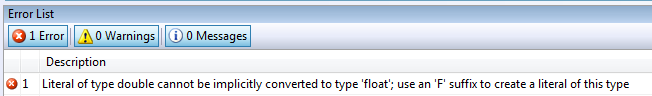 Error List
1 Error 0 Warnings 0 Messages
Description
1 Literal of type double cannot be implicitly converted to type 'float'; use an 'F' suffix to create a literal of this type